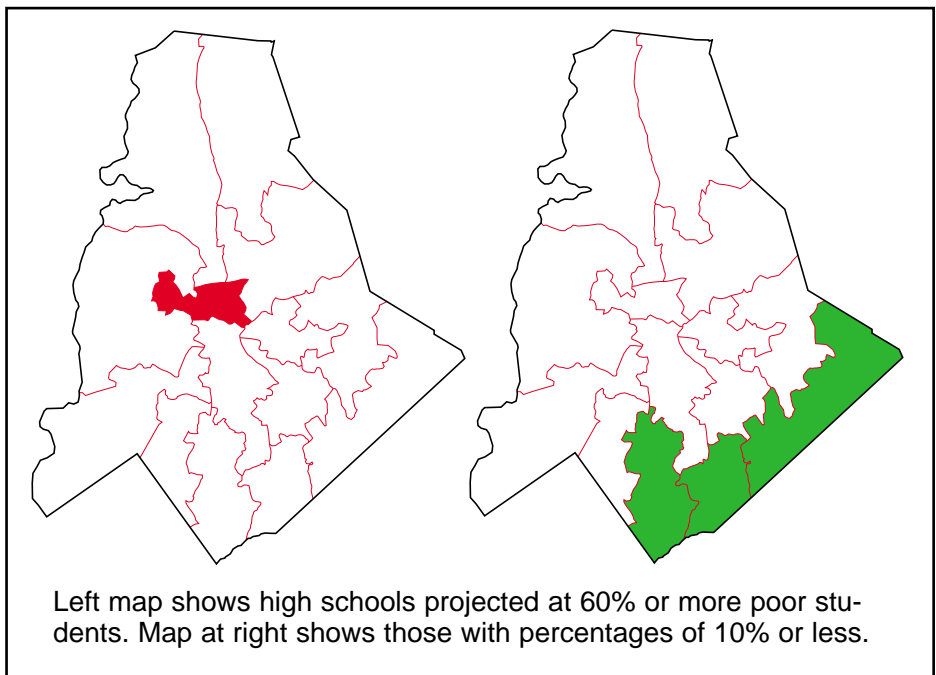 Left map shows high schools projected at 60% or more poor stu-
dents. Map at right shows those with percentages of 10% or less.